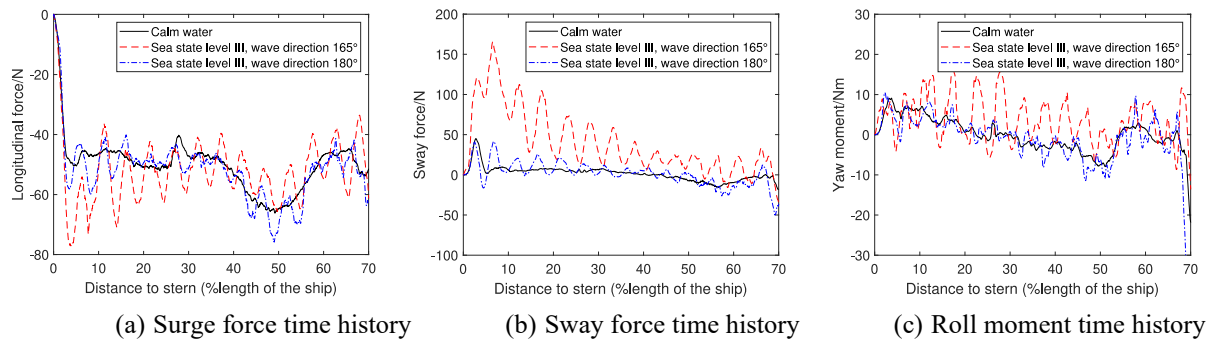 0
-20
-40
-60
-80
Longitudinal force/N
Calm water
Sea state level III, wave direction 165°
Sea state level III, wave direction 180°
0 10 20 30 40 50 60 70
Distance to stern (%length of the ship)
(a) Surge force time history
200
150
100
50
0
-50
-100
Sway force/N
Calm water
Sea state level III, wave direction 165°
Sea state level III, wave direction 180°
0 10 20 30 40 50 60 70
Distance to stern (%length of the ship)
(b) Sway force time history
30
20
10
0
-10
-20
-30
Yaw moment/Nm
Calm water
Sea state level III, wave direction 165°
Sea state level III, wave direction 180°
0 10 20 30 40 50 60 70
Distance to stern (%length of the ship)
(c) Roll moment time history